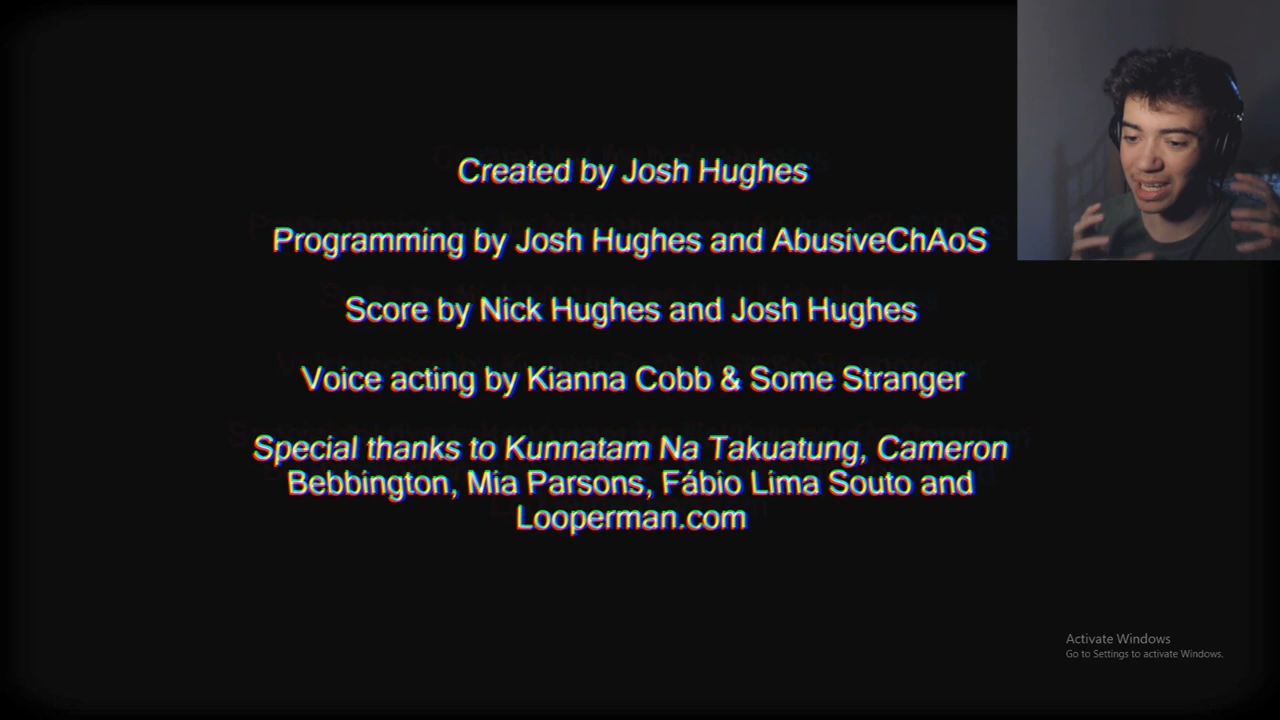 Created by Josh Hughes
Programming by Josh Hughes and AbusiveChAoS
Score by Nick Hughes and Josh Hughes
Voice acting by Kianna Cobb & Some Stranger
Special thanks to Kunnatam Na Takuatung, Cameron
Bebbington, Mia Parsons, Fábio Lima Souto and
Looperman.com
Activate Windows
Go to Settings to activate Windows.